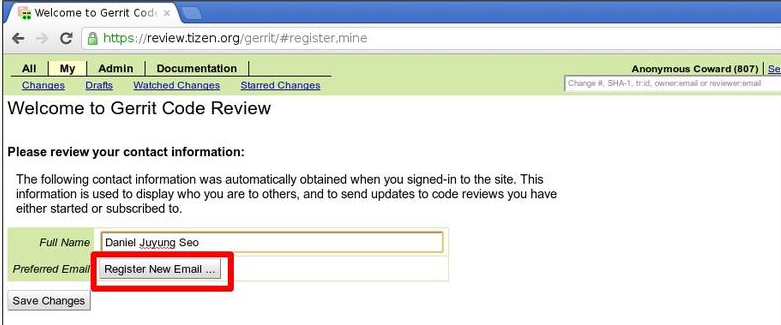 Welcome to Gerrit Code
https://review.tizen.org/gerrit/#register,mine
All My Admin Documentation Anonymous Coward (807) Se
Changes Drafts Watched Changes Starred Changes Change #, SHA-1, tr:id, owner:email or reviewer:email
Welcome to Gerrit Code Review
Please review your contact information:
The following contact information was automatically obtained when you signed-in to the site. This
information is used to display who you are to others, and to send updates to code reviews you have
either started or subscribed to.
Full Name Daniel Juyung Seo
Preferred Email Register New Email ...
Save Changes